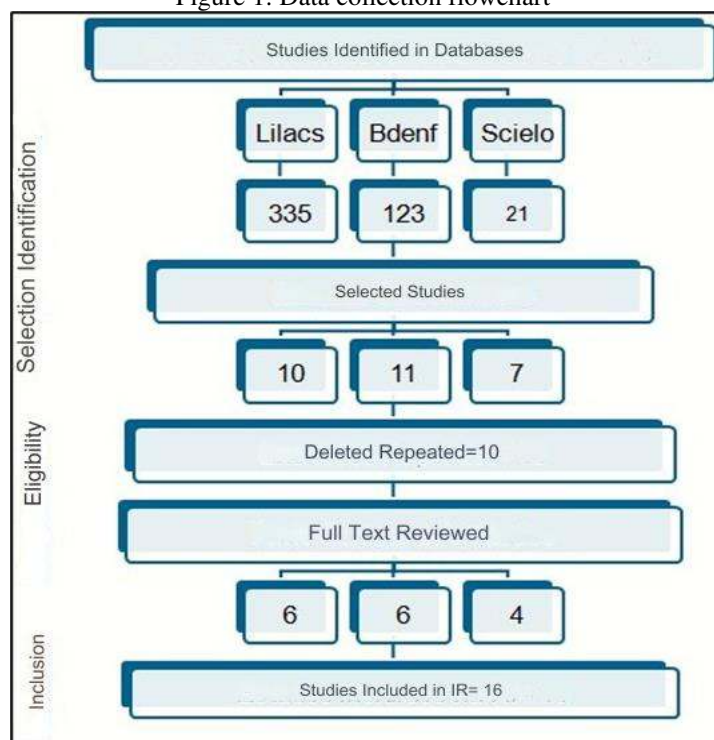 Figure 1: Data collection flowchart
Studies Identified in Databases
Lilacs Bdenf Scielo
335 123 21
Selected Studies
10 11 7
Deleted Repeated=10
Full Text Reviewed
6 6 4
Studies Included in IR= 16
Selection Identification
Eligibility
Inclusion